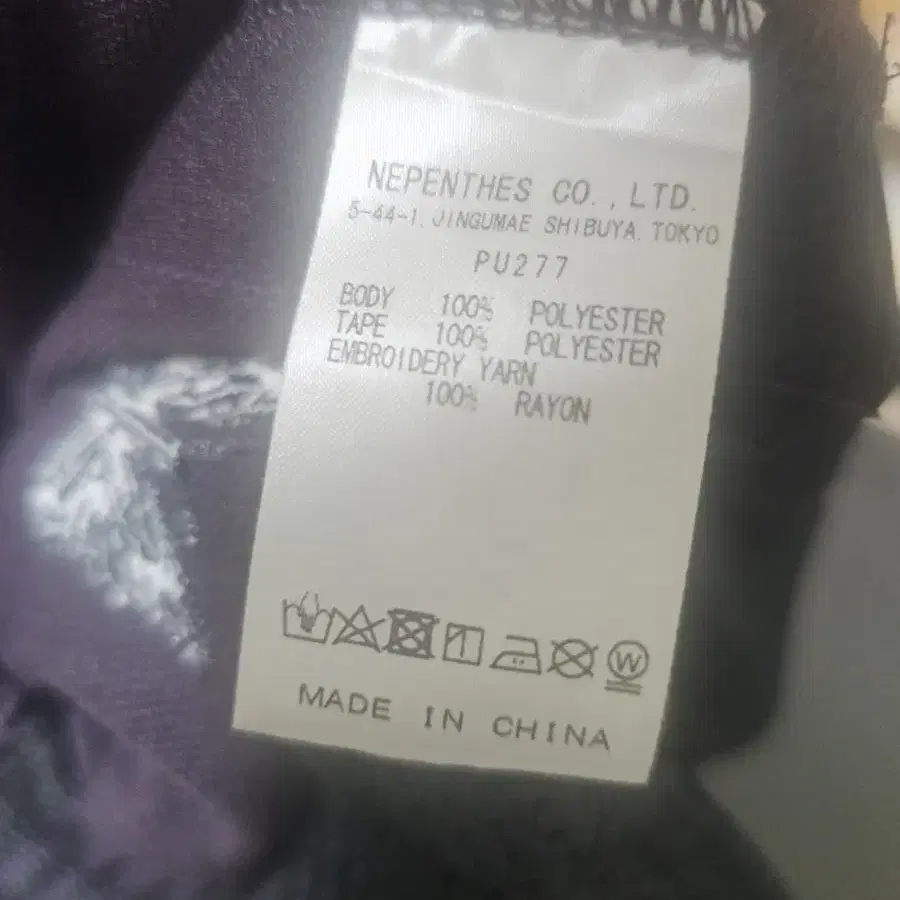 NEPENTHES CO., LTD.
5-44-1, JINGUMAE SHIBUYA. TOKYO
PU277
BODY 100% POLYESTER
TAPE 100% POLYESTER
EMBROIDERY YARN
100% RAYON
W
MADE IN CHINA